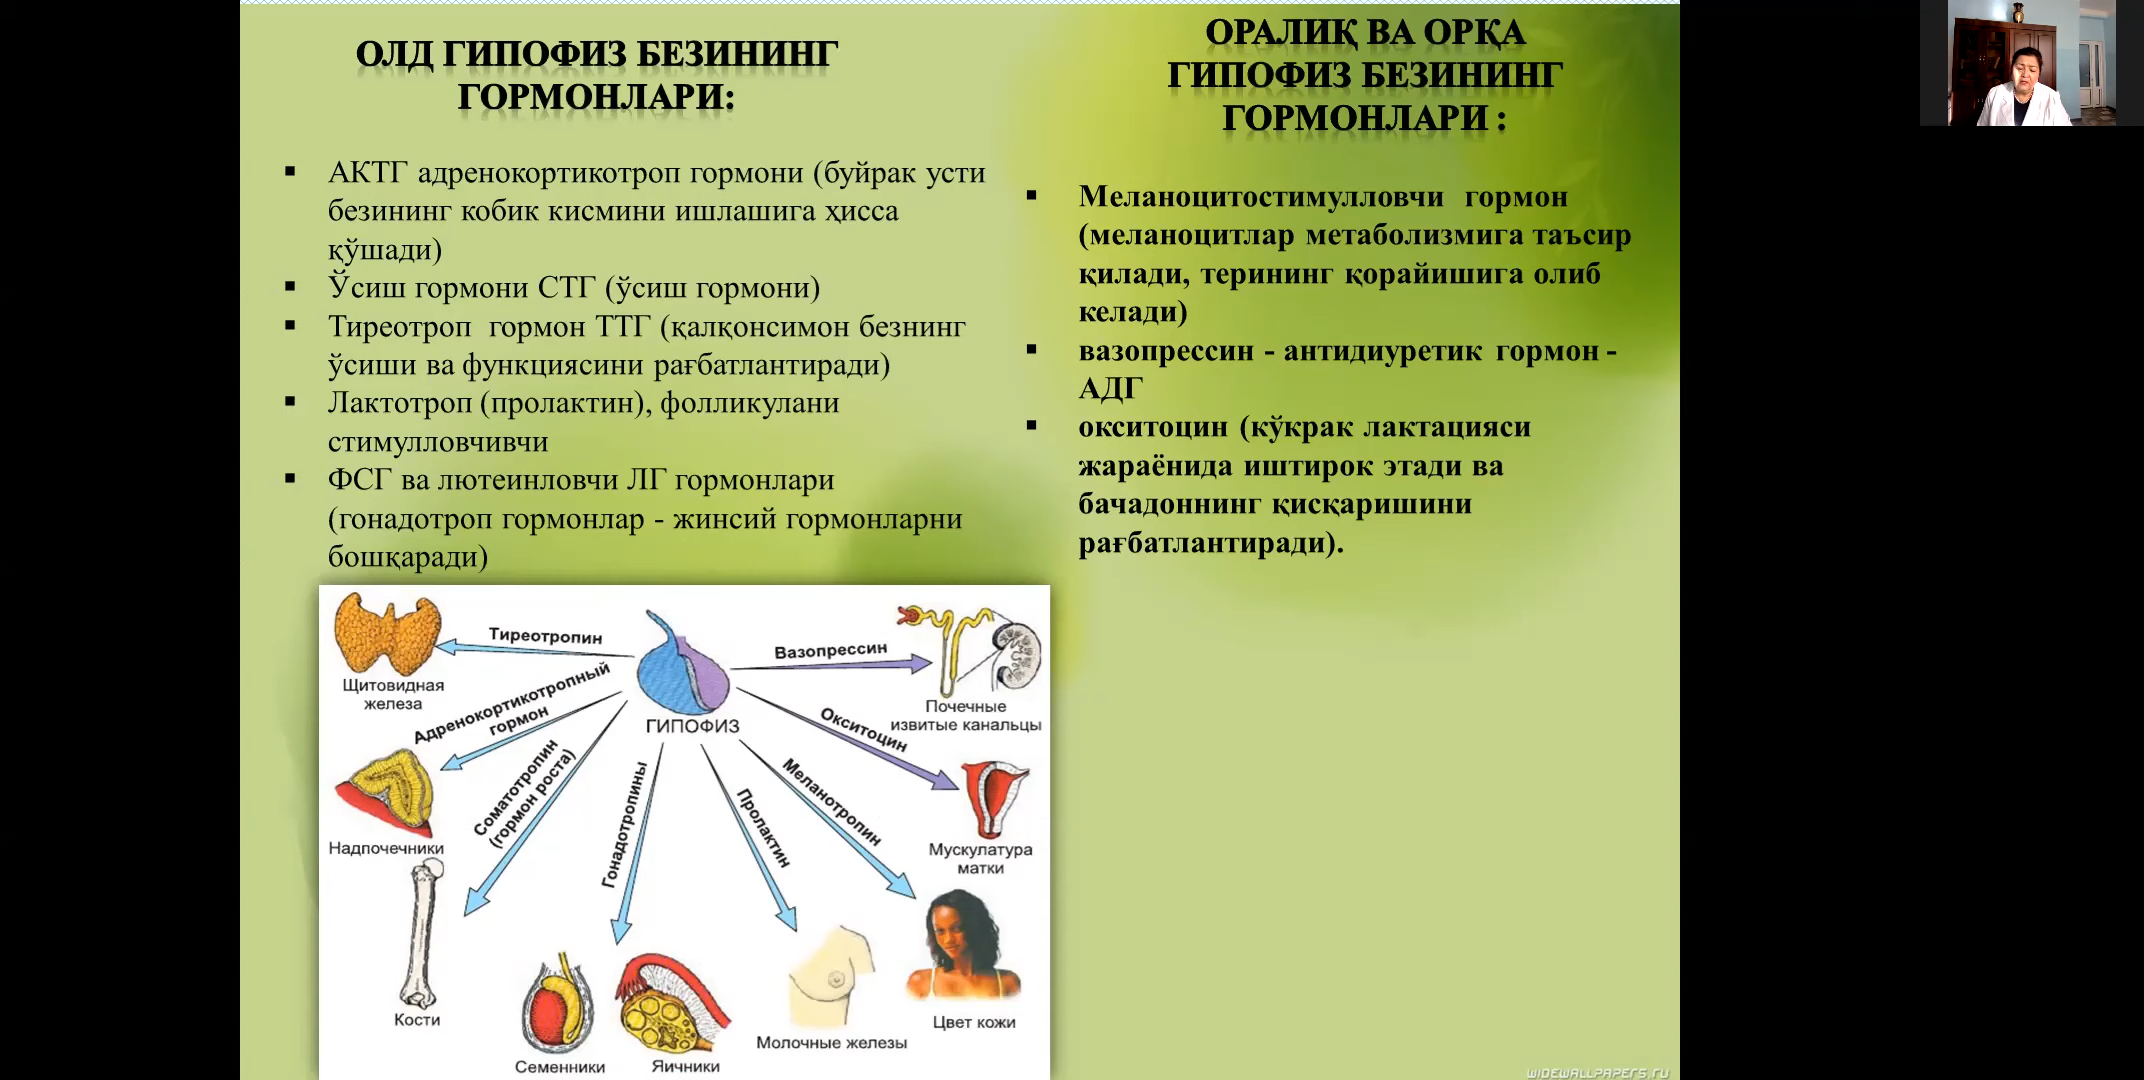 ОЛД ГИПОФИЗ БЕЗИНИНГ
ГОРМОНЛАРИ:
▪ АКТГ адренокортикотроп гормони (буйрак усти
безининг кобик кисмини ишлашига ҳисса
қўшади)
▪ Ўсиш гормони СТГ (ўсиш гормони)
▪ Тиреотроп гормон ТТГ (қалқонсимон безнинг
ўсиши ва функциясини рағбатлантиради)
▪ Лактотроп (пролактин), фолликулани
стимулловчивчи
▪ ФСГ ва лютеинловчи ЛГ гормонлари
(гонадотроп гормонлар - жинсий гормонларни
бошқаради)
ОРАЛИҚ ВА ОРҚА
ГИПОФИЗ БЕЗИНИНГ
ГОРМОНЛАРИ :
▪ Меланоцитостимулловчи гормон
(меланоцитлар метаболизмига таъсир
қилади, терининг қорайишига олиб
келади)
▪ вазопрессин - антидиуретик гормон -
АДГ
▪ окситоцин (кўкрак лактацияси
жараёнида иштирок этади ва
бачадоннинг қисқаришини
рағбатлантиради).
Тиреотропин
Щитовидная
железа
Адренокортикотропный
гормон
Надпочечники
Соматотропин
(гормон роста)
Кости
Гонадотропины
Семенники
Яичники
ГИПОФИЗ
Пролактин
Молочные железы
Меланотропин
Цвет кожи
Окситоцин
Мускулатура
матки
Вазопрессин
Почечные
извитые канальцы
WIDEWALLPAPERS.RU